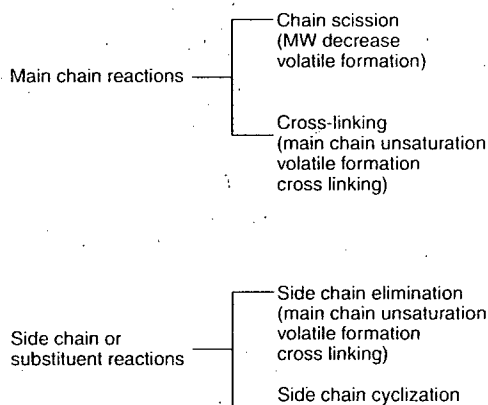 Main chain reactions
Chain scission
(MW decrease
volatile formation)
Cross-linking
(main chain unsaturation
volatile formation
cross linking)
Side chain or
substituent reactions
Side chain elimination
(main chain unsaturation
volatile formation
cross linking)
Side chain cyclization